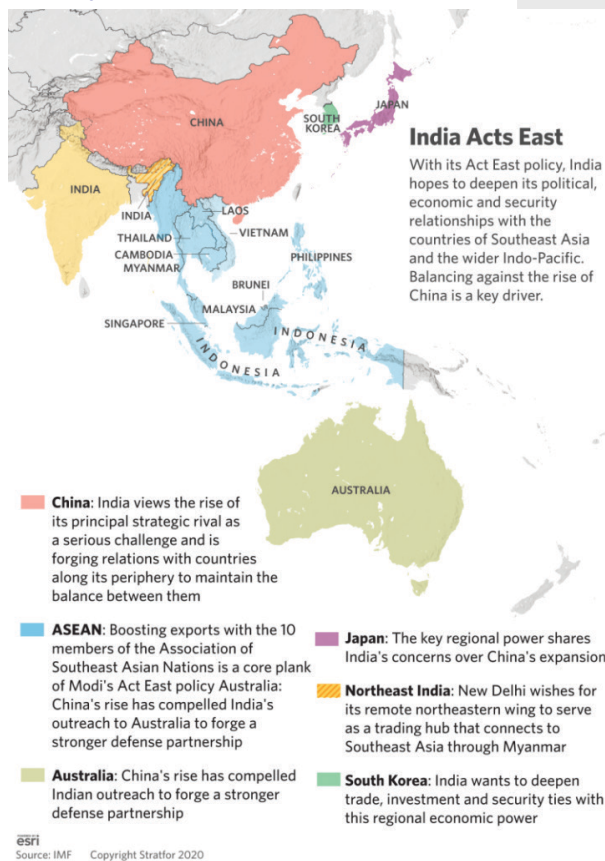 CHINA
SOUTH
KOREA
JAPAN
INDIA
INDIA
LAOS
THAILAND
VIETNAM
CAMBODIA
MYANMAR
PHILIPPINES
BRUNEI
MALAYSIA
SINGAPORE
INDONESIA
INDONESIA
AUSTRALIA
India Acts East
With its Act East policy, India
hopes to deepen its political,
economic and security
relationships with the
countries of Southeast Asia
and the wider Indo-Pacific.
Balancing against the rise of
China is a key driver.
China: India views the rise of
its principal strategic rival as
a serious challenge and is
forging relations with countries
along its periphery to maintain the
balance between them
ASEAN: Boosting exports with the 10
members of the Association of
Southeast Asian Nations is a core plank
of Modi's Act East policy Australia:
China's rise has compelled India's
outreach to Australia to forge a
stronger defense partnership
Australia: China's rise has compelled
Indian outreach to forge a stronger
defense partnership
Japan: The key regional power shares
India's concerns over China's expansion
Northeast India: New Delhi wishes for
its remote northeastern wing to serve
as a trading hub that connects to
Southeast Asia through Myanmar
South Korea: India wants to deepen
trade, investment and security ties with
this regional economic power
esri
Source: IMF Copyright Stratfor 2020